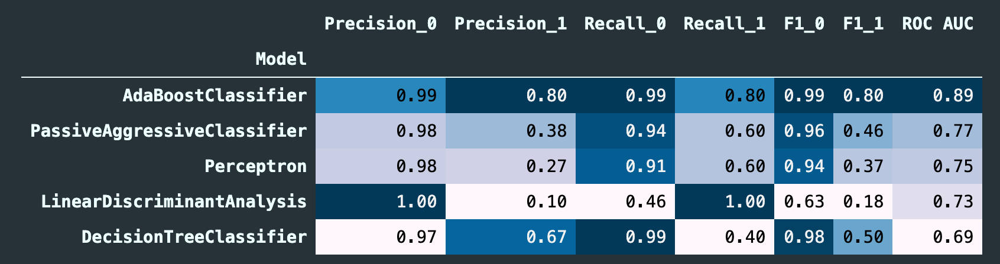 Precision_0 Precision_1 Recall_0 Recall_1 F1_0 F1_1 ROC AUC
Model
AdaBoostClassifier 0.99 0.80 0.99 0.80 0.99 0.80 0.89
PassiveAggressiveClassifier 0.98 0.38 0.94 0.60 0.96 0.46 0.77
Perceptron 0.98 0.27 0.91 0.60 0.94 0.37 0.75
LinearDiscriminantAnalysis 1.00 0.10 0.46 1.00 0.63 0.18 0.73
DecisionTreeClassifier 0.97 0.67 0.99 0.40 0.98 0.50 0.69